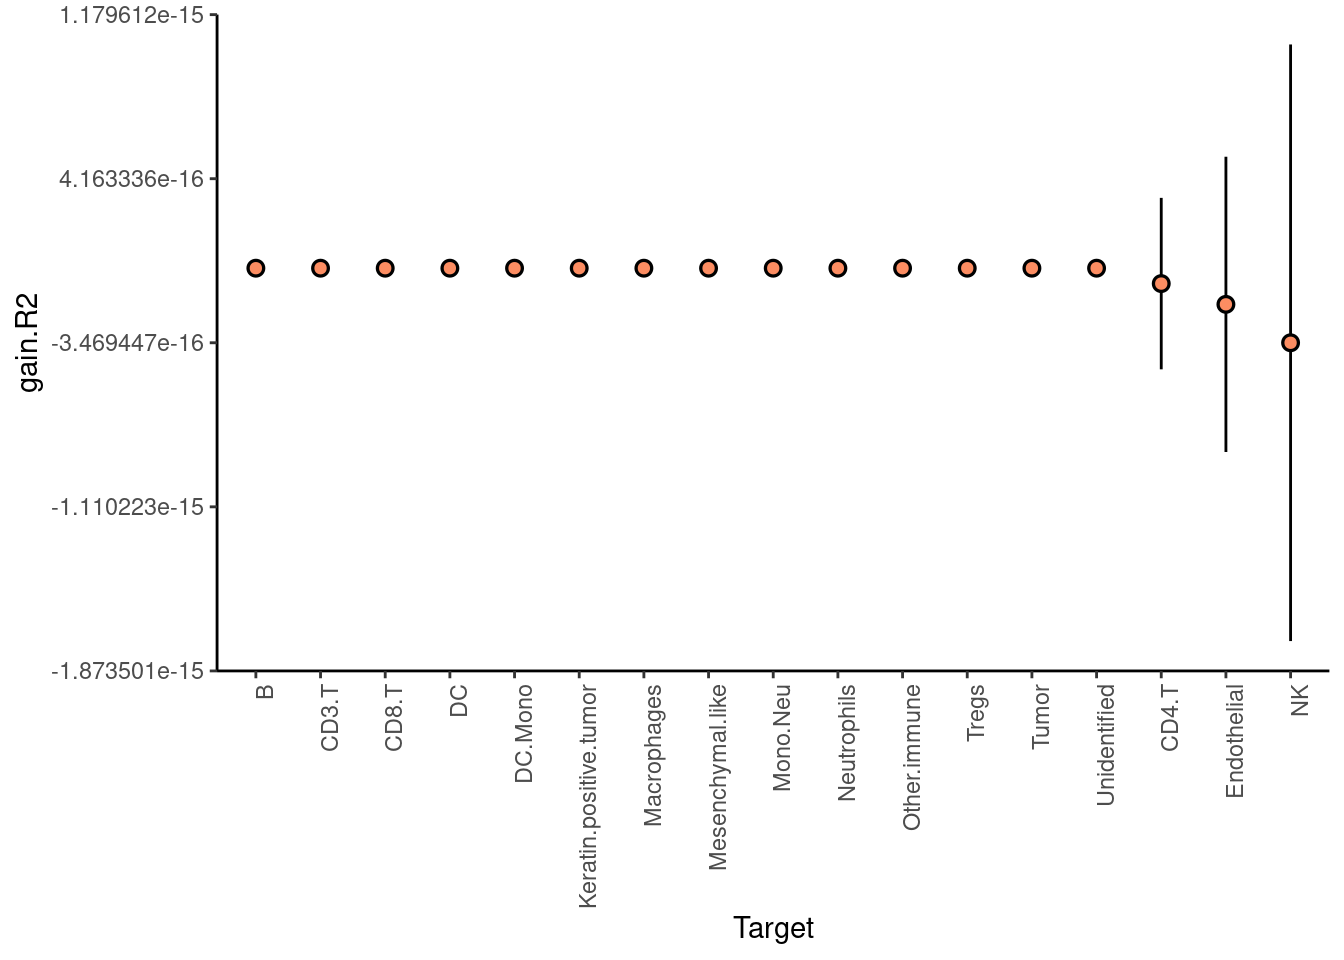 1.179612e-15
4.163336e-16
-3.469447e-16
-1.110223e-15
-1.873501e-15
gain.R2
B
CD3.T
CD8.T
DC
DC.Mono
Keratin.positive.tumor
Macrophages
Mesenchymal.like
Mono.Neu
Neutrophils
Other.immune
Tregs
Tumor
Unidentified
CD4.T
Endothelial
NK
Target